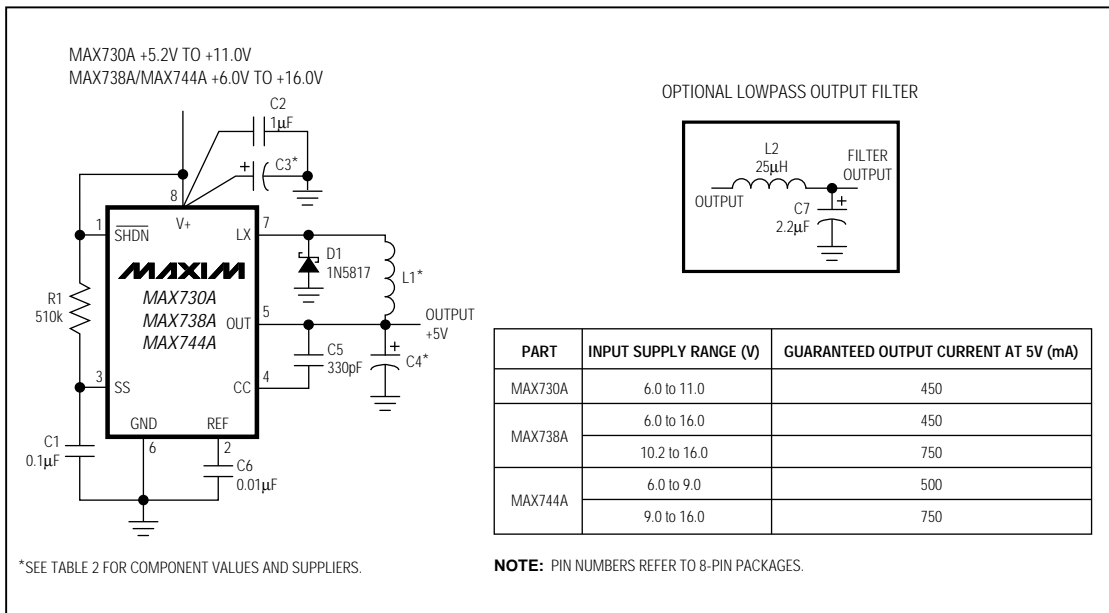 MAX730A +5.2V TO +11.0V
MAX738A/MAX744A +6.0V TO +16.0V
C2
1µF
+ C3*
8
V+
1
SHDN
LX
7
D1
1N5817
L1*
MAXIM
MAX730A
MAX738A
MAX744A
R1
510k
OUT
5
OUTPUT
+5V
C5
330pF
+
C4*
CC
4
3
SS
GND
REF
6
2
C1
0.1µF
C6
0.01µF
*SEE TABLE 2 FOR COMPONENT VALUES AND SUPPLIERS.
OPTIONAL LOWPASS OUTPUT FILTER
L2
25µH
FILTER
OUTPUT
OUTPUT
+
C7
2.2µF
PART INPUT SUPPLY RANGE (V) GUARANTEED OUTPUT CURRENT AT 5V (mA)
MAX730A 6.0 to 11.0 450
MAX738A 6.0 to 16.0 450
10.2 to 16.0 750
MAX744A 6.0 to 9.0 500
9.0 to 16.0 750
NOTE: PIN NUMBERS REFER TO 8-PIN PACKAGES.